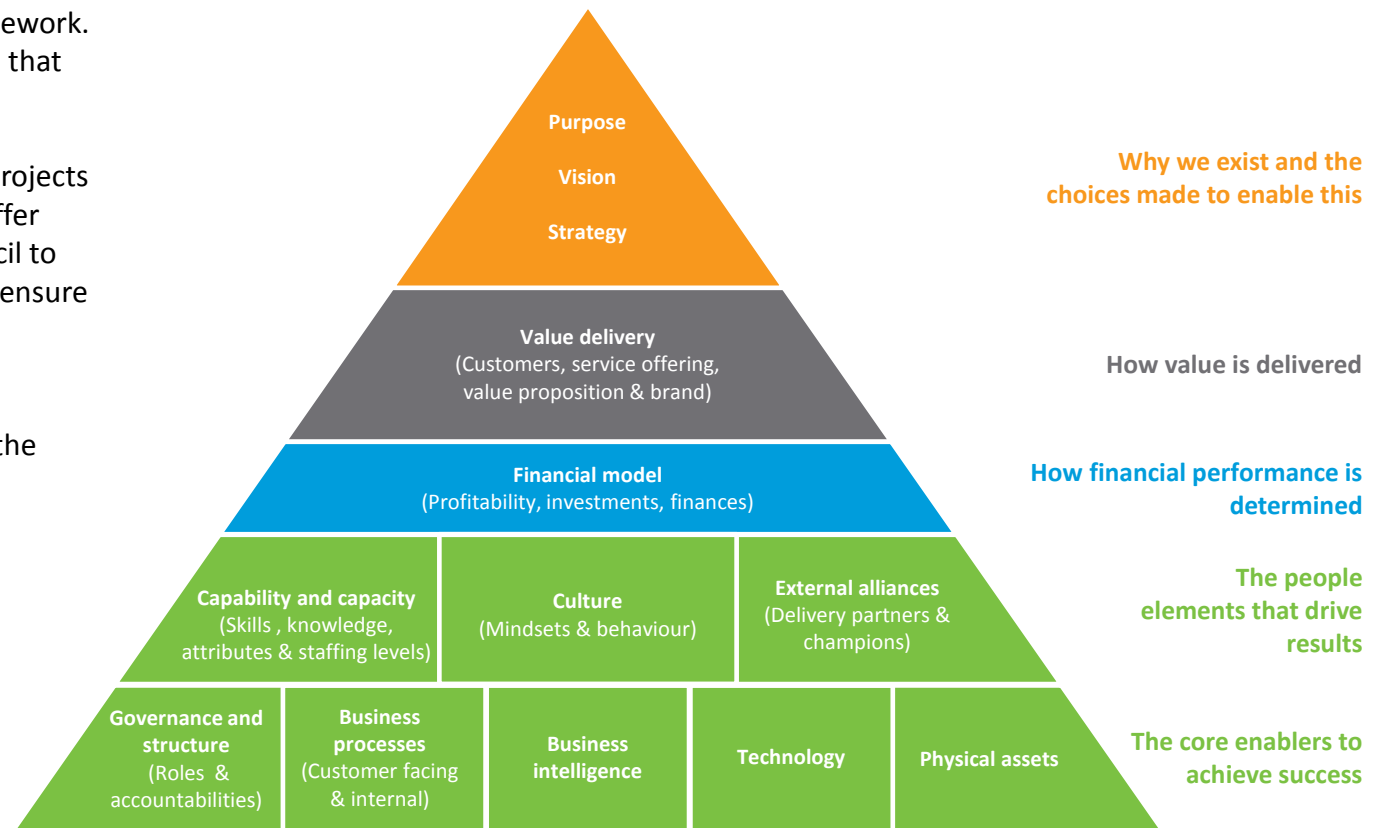 ework.
that
rojects
ffer
cil to
ensure
the
Purpose
Vision
Strategy
Why we exist and the
choices made to enable this
Value delivery
(Customers, service offering,
value proposition & brand)
How value is delivered
Financial model
(Profitability, investments, finances)
How financial performance is
determined
Capability and capacity
(Skills , knowledge,
attributes & staffing levels)
Culture
(Mindsets & behaviour)
External alliances
(Delivery partners &
champions)
The people
elements that drive
results
Governance and
structure
(Roles &
accountabilities)
Business
processes
(Customer facing
& internal)
Business
intelligence
Technology
Physical assets
The core enablers to
achieve success